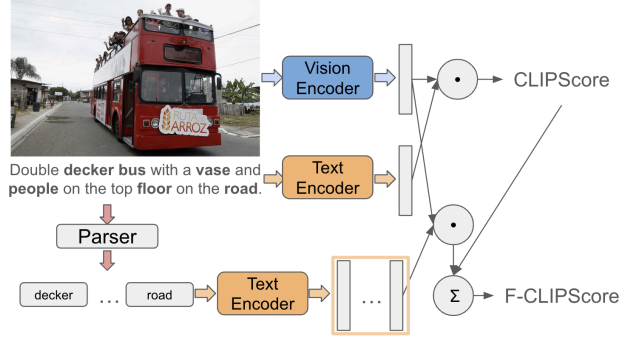 RUTA
ARROZ
Vision
Encoder
CLIPScore
Double decker bus with a vase and
people on the top floor on the road.
Text
Encoder
Parser
decker
...
road
Text
Encoder
...
Σ
F-CLIPScore